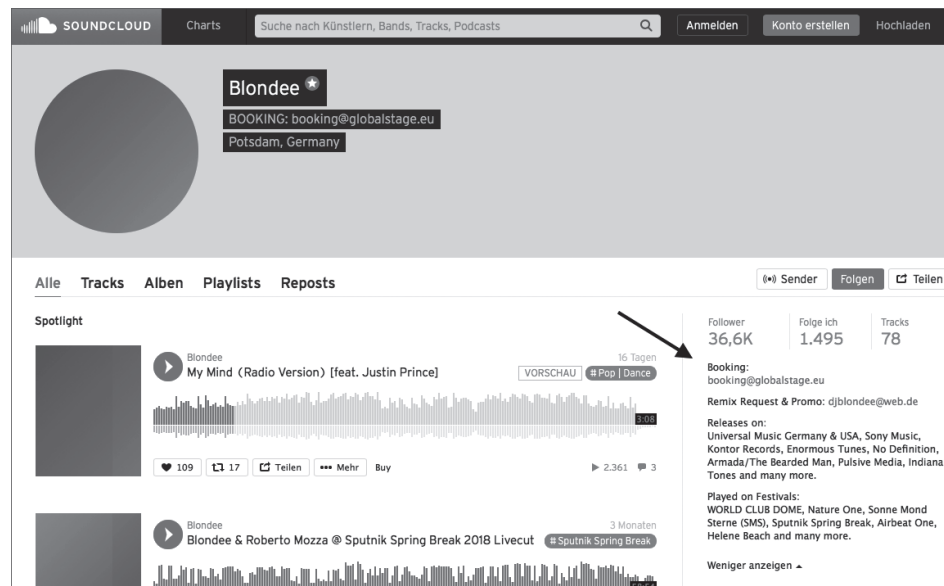 SOUNDCLOUD Charts Suche nach Künstlern, Bands, Tracks, Podcasts Anmelden Konto erstellen Hochladen
Blondee
BOOKING: booking@globalstage.eu
Potsdam, Germany
Alle Tracks Alben Playlists Reposts Sender Folgen Teilen
Spotlight
Blondee 16 Tagen
My Mind (Radio Version) [feat. Justin Prince] VORSCHAU # Pop | Dance
3:08
109 17 Teilen Mehr Buy 2.361 3
Blondee 3 Monaten
Blondee & Roberto Mozza @ Sputnik Spring Break 2018 Livecut # Sputnik Spring Break
Follower Folge ich Tracks
36,6K 1.495 78
Booking:
booking@globalstage.eu
Remix Request & Promo: djblondee@web.de
Releases on:
Universal Music Germany & USA, Sony Music,
Kontor Records, Enormous Tunes, No Definition,
Armada/The Bearded Man, Pulsive Media, Indiana
Tones and many more.
Played on Festivals:
WORLD CLUB DOME, Nature One, Sonne Mond
Sterne (SMS), Sputnik Spring Break, Airbeat One,
Helene Beach and many more.
Weniger anzeigen